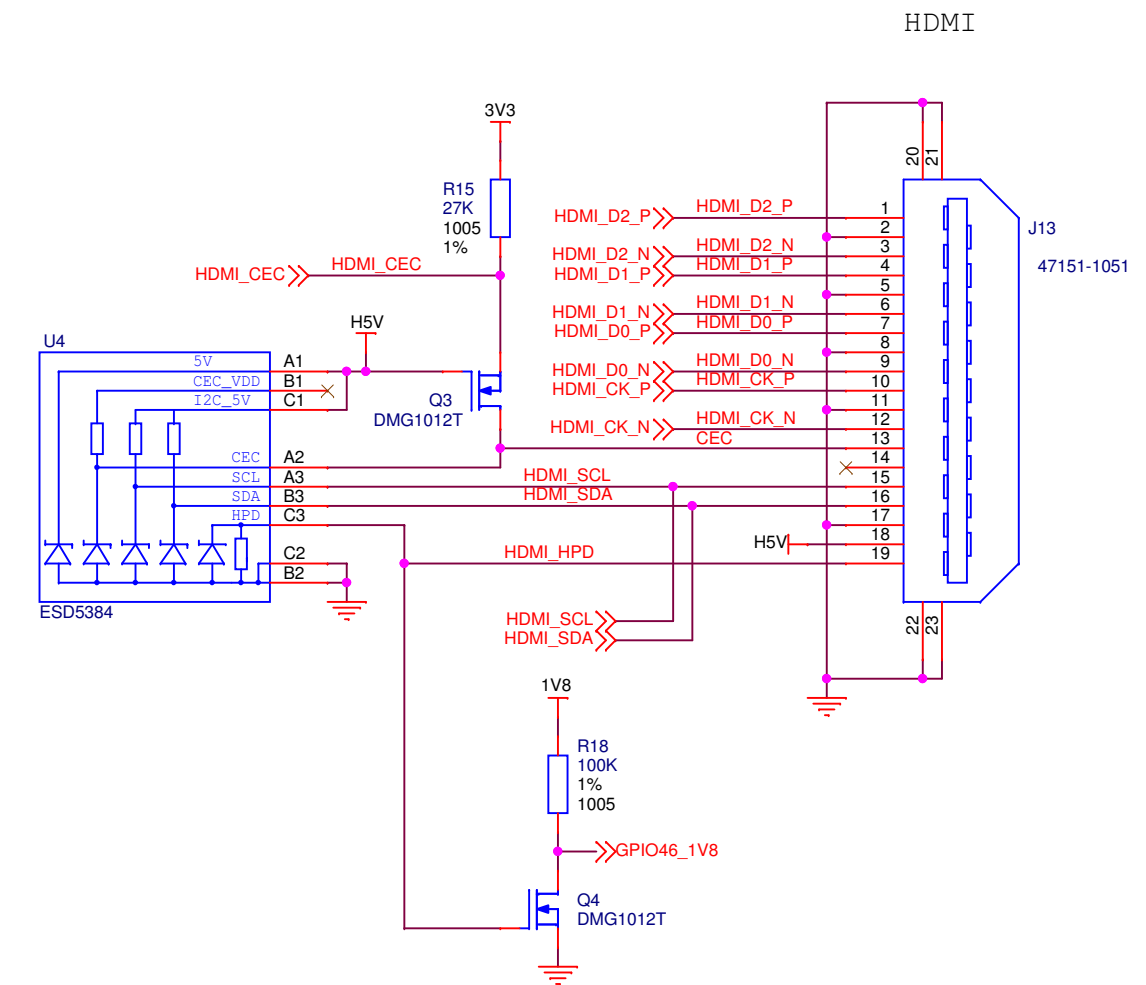 HDMI
3V3
R15
27K
1005
1%
HDMI_CEC
HDMI_CEC
H5V
U4
5V
A1
CEC_VDD
B1
I2C_5V
C1
CEC
A2
SCL
A3
SDA
B3
HPD
C3
C2
B2
ESD5384
Q3
DMG1012T
20
21
HDMI_D2_P
HDMI_D2_P
1
2
HDMI_D2_N
HDMI_D2_N
3
HDMI_D1_P
HDMI_D1_P
4
5
HDMI_D1_N
HDMI_D1_N
6
HDMI_D0_P
HDMI_D0_P
7
8
HDMI_D0_N
HDMI_D0_N
9
HDMI_CK_P
HDMI_CK_P
10
11
HDMI_CK_N
HDMI_CK_N
12
CEC
13
14
HDMI_SCL
15
HDMI_SDA
16
17
H5V
18
HDMI_HPD
19
J13
47151-1051
22
23
HDMI_SCL
HDMI_SDA
1V8
R18
100K
1%
1005
GPIO46_1V8
Q4
DMG1012T